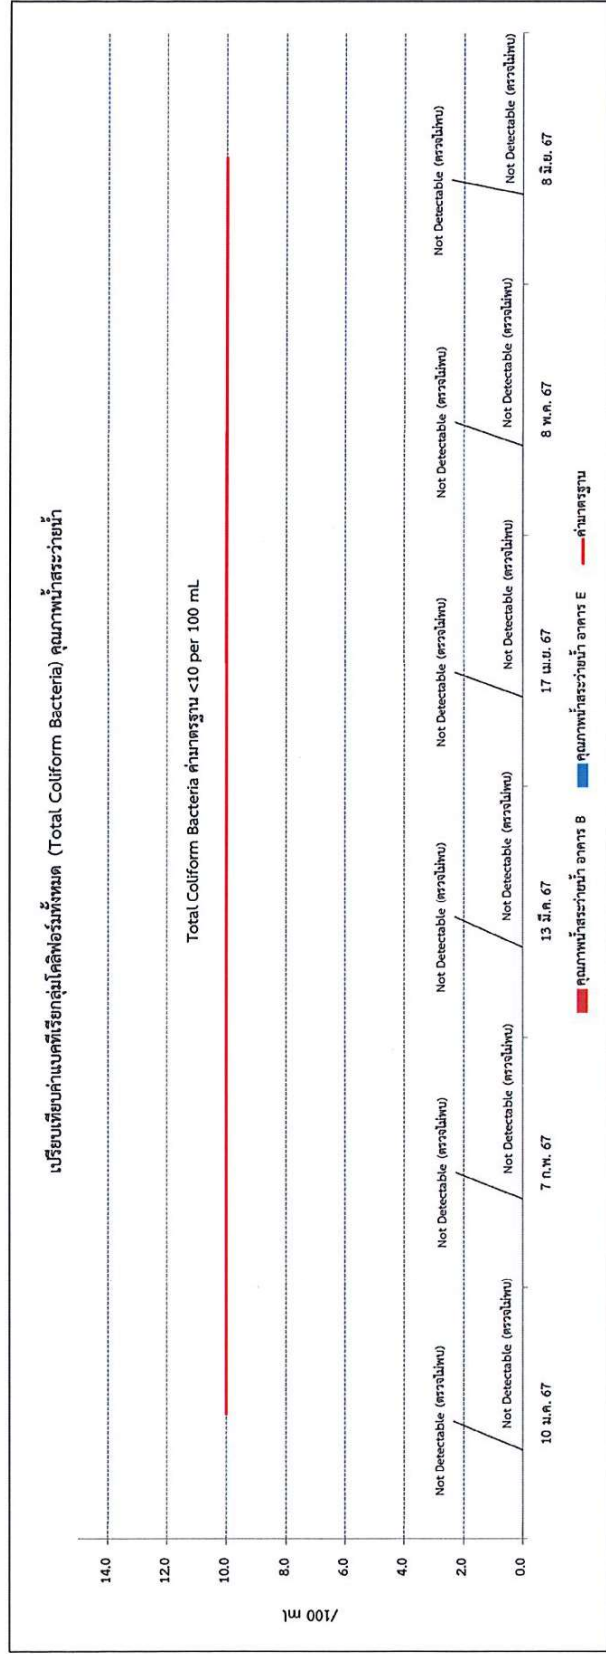 เปรียบเทียบค่าแบคทีเรียกลุ่มโคลิฟอร์มทั้งหมด (Total Coliform Bacteria) คุณภาพน้ำสระว่ายน้ำ
/100 ml
14.0
12.0
10.0
8.0
6.0
4.0
2.0
0.0
Total Coliform Bacteria ค่ามาตรฐาน <10 per 100 mL
Not Detectable (ตรวจไม่พบ)
Not Detectable (ตรวจไม่พบ)
Not Detectable (ตรวจไม่พบ)
Not Detectable (ตรวจไม่พบ)
Not Detectable (ตรวจไม่พบ)
Not Detectable (ตรวจไม่พบ)
Not Detectable (ตรวจไม่พบ)
Not Detectable (ตรวจไม่พบ)
Not Detectable (ตรวจไม่พบ)
Not Detectable (ตรวจไม่พบ)
Not Detectable (ตรวจไม่พบ)
Not Detectable (ตรวจไม่พบ)
10 ม.ค. 67
7 ก.พ. 67
13 มี.ค. 67
17 เม.ย. 67
8 พ.ค. 67
8 มิ.ย. 67
คุณภาพน้ำสระว่ายน้ำ อาคาร B
คุณภาพน้ำสระว่ายน้ำ อาคาร E
ค่ามาตรฐาน